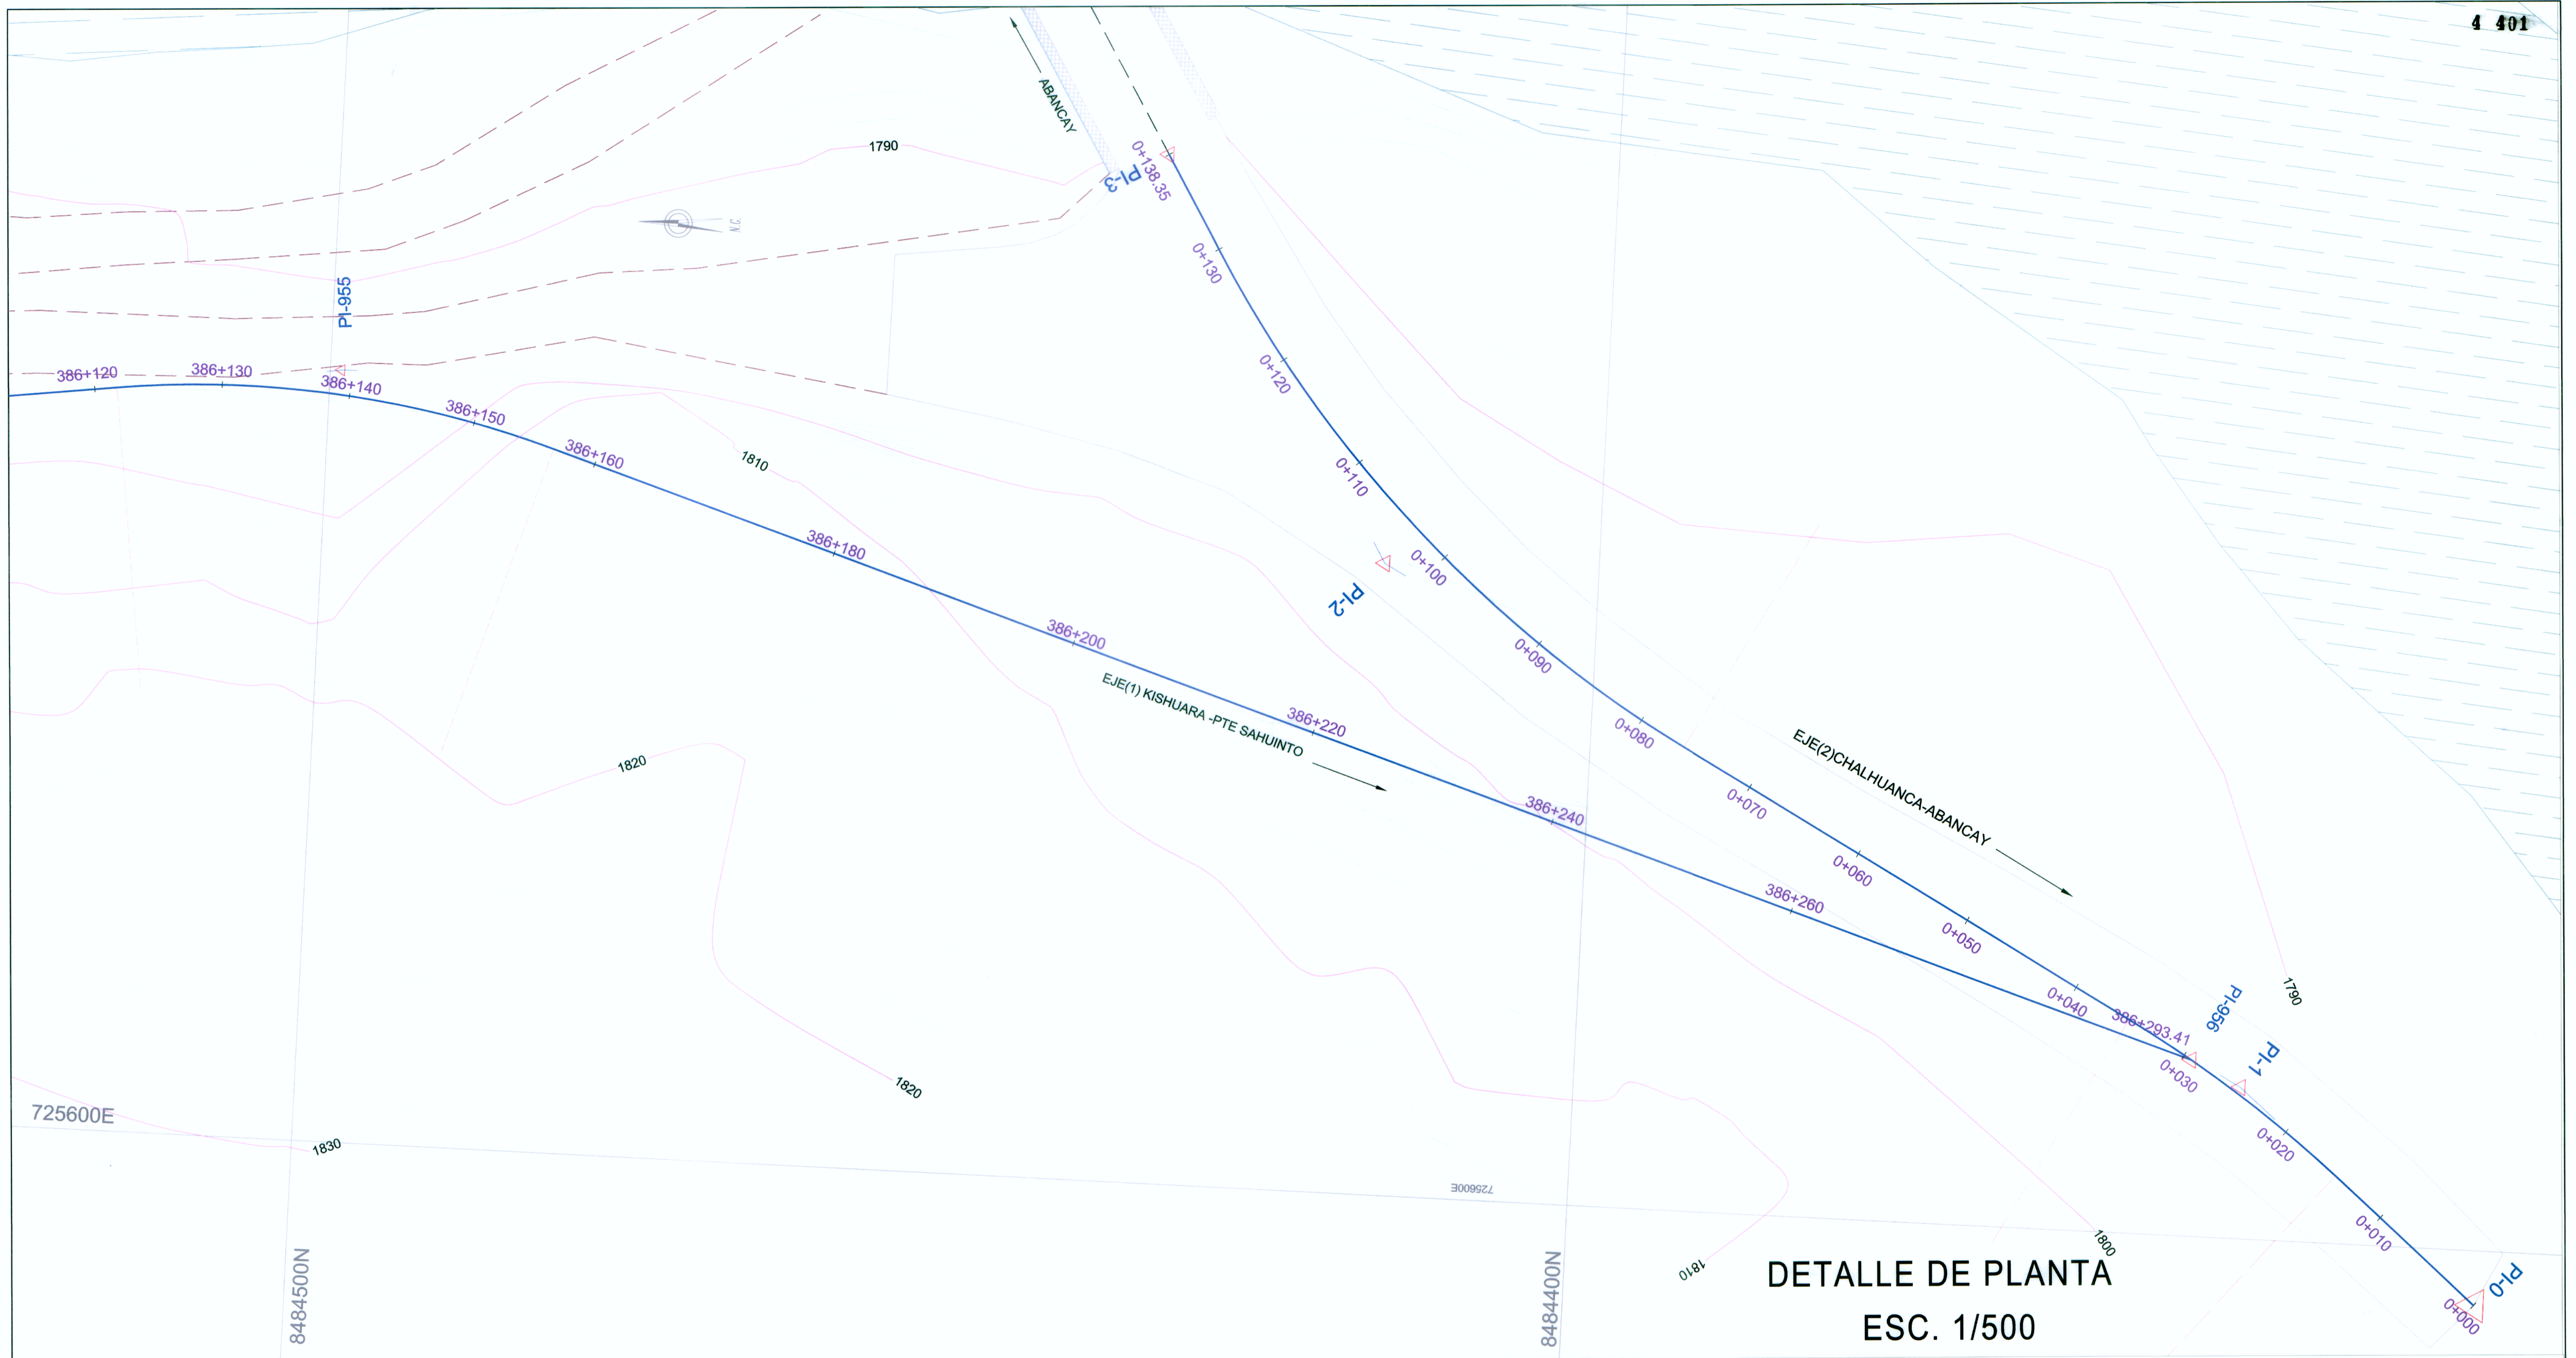 4 401
ABANCAY
1790
0+138.35
PI-3
N.C.
0+130
PI-955
386+120
386+130
386+140
0+120
386+150
386+160
1810
0+110
386+180
0+100
PI-2
386+200
0+090
EJE(1) KISHUARA -PTE SAHUINTO
386+220
0+080
EJE(2)CHALHUANCA-ABANCAY
1820
0+070
386+240
0+060
386+260
0+050
1790
PI-956
0+040
386+293.41
PI-1
0+030
1820
725600E
1830
0+020
725600E
0+010
1800
1810
8484500N
8484400N
DETALLE DE PLANTA
ESC. 1/500
PI-0
0+000